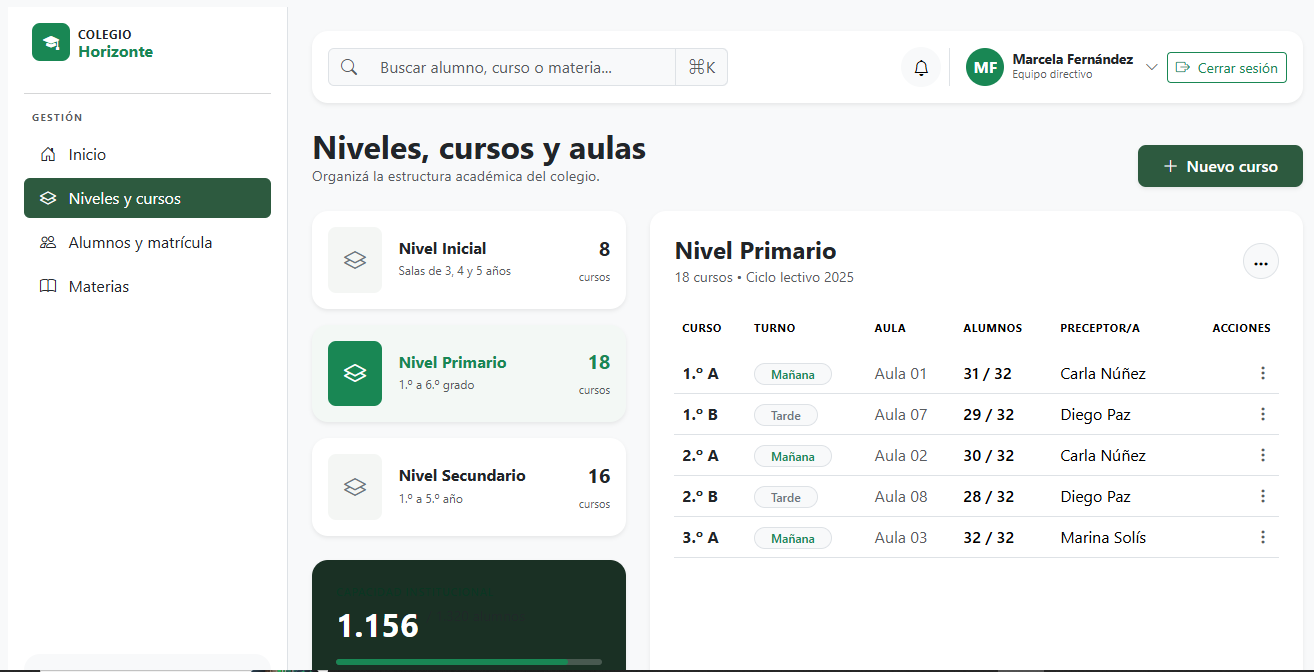 COLEGIO
Horizonte
GESTIÓN
Inicio
Niveles y cursos
Alumnos y matrícula
Materias
Buscar alumno, curso o materia...
⌘K
MF
Marcela Fernández
Equipo directivo
Cerrar sesión
Niveles, cursos y aulas
Organizá la estructura académica del colegio.
+ Nuevo curso
Nivel Inicial
Salas de 3, 4 y 5 años
8
cursos
Nivel Primario
1.º a 6.º grado
18
cursos
Nivel Secundario
1.º a 5.º año
16
cursos
1.156
Nivel Primario
18 cursos • Ciclo lectivo 2025
CURSO TURNO AULA ALUMNOS PRECEPTOR/A ACCIONES
1.º A Mañana Aula 01 31 / 32 Carla Núñez
1.º B Tarde Aula 07 29 / 32 Diego Paz
2.º A Mañana Aula 02 30 / 32 Carla Núñez
2.º B Tarde Aula 08 28 / 32 Diego Paz
3.º A Mañana Aula 03 32 / 32 Marina Solís